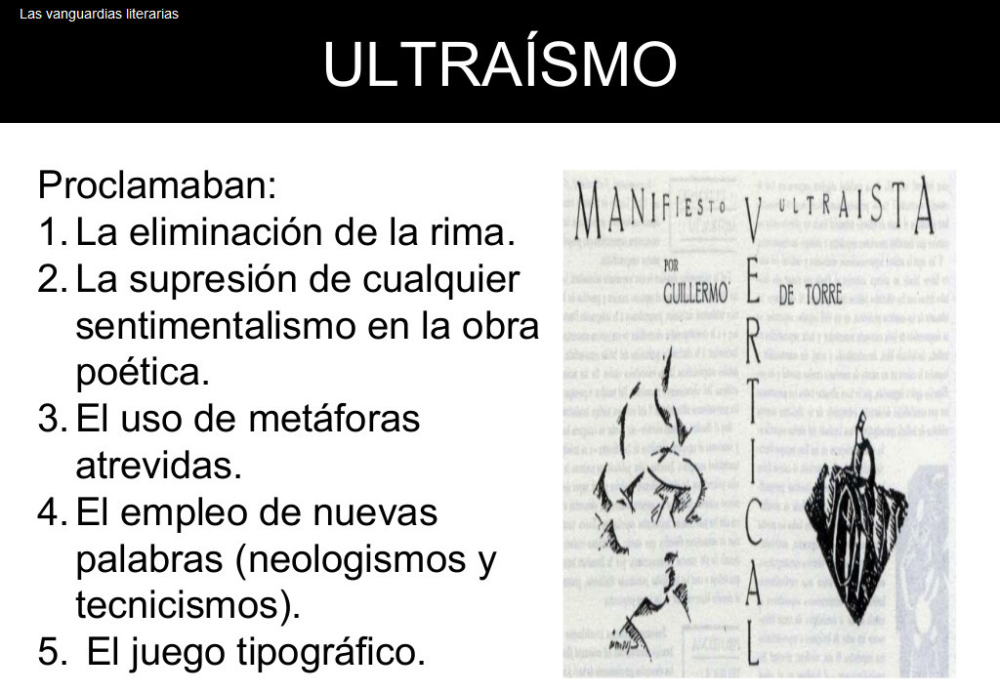 Las vanguardias literarias
ULTRAÍSMO
Proclamaban:
1. La eliminación de la rima.
2. La supresión de cualquier
sentimentalismo en la obra
poética.
3. El uso de metáforas
atrevidas.
4. El empleo de nuevas
palabras (neologismos y
tecnicismos).
5. El juego tipográfico.
MANIFIESTO ULTRAISTA
VERTICAL
POR
GUILLERMO DE TORRE